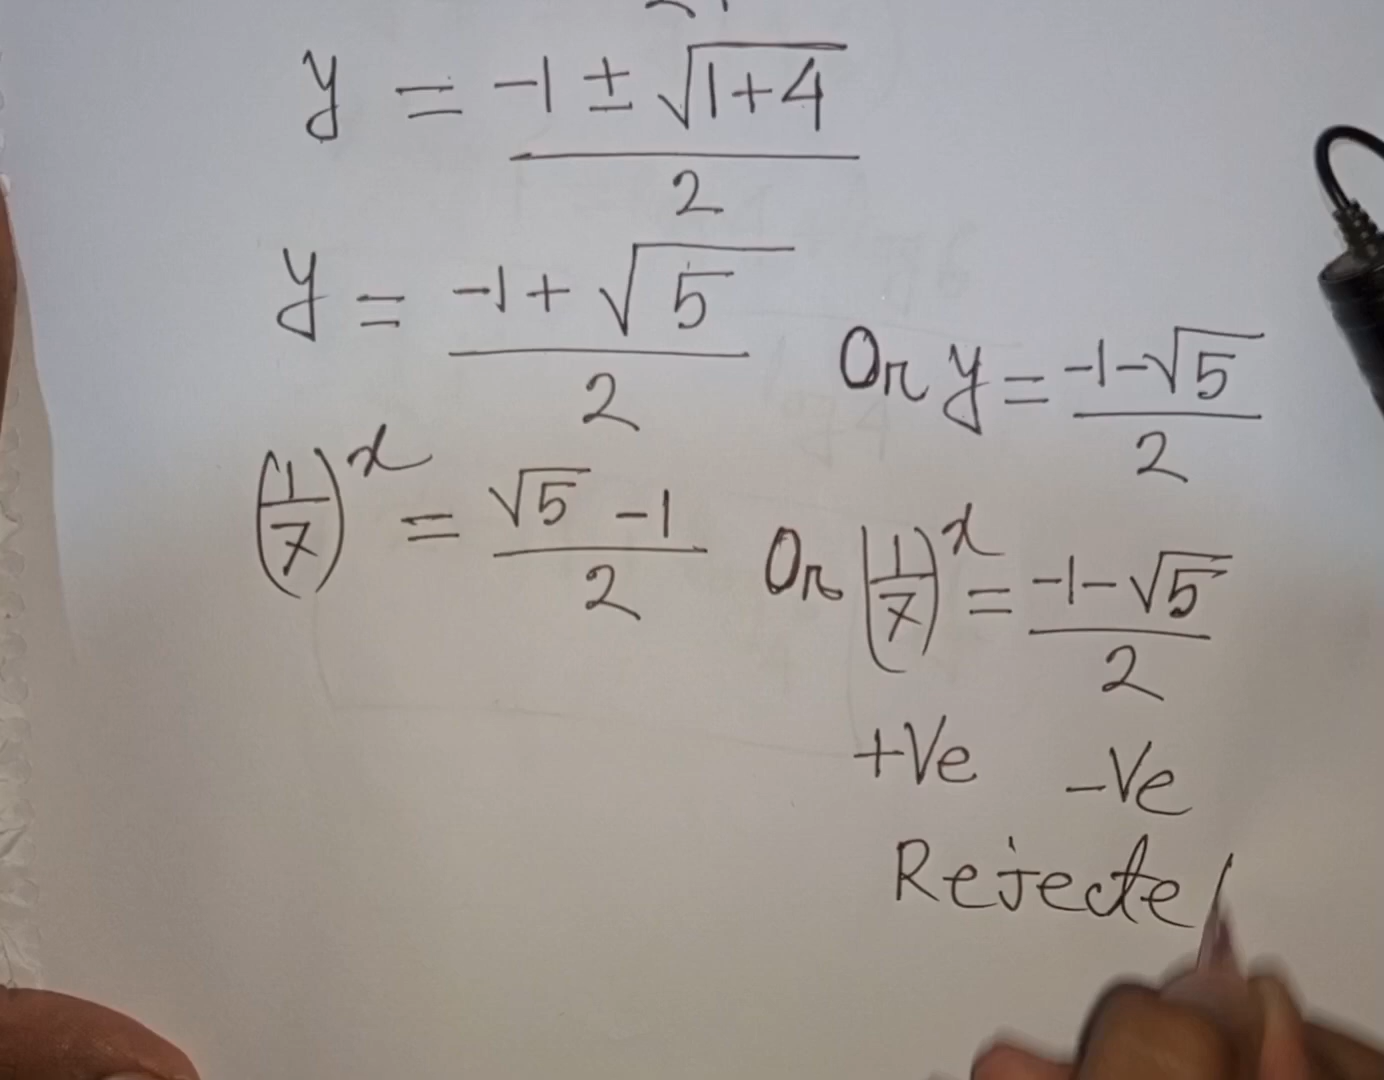 y = (-1 ± √(1+4))/2
y = (-1 + √5)/2 Or y = (-1-√5)/2
(1/7)^x = (√5 - 1)/2 Or (1/7)^x = (-1-√5)/2
+Ve -Ve
Rejecte